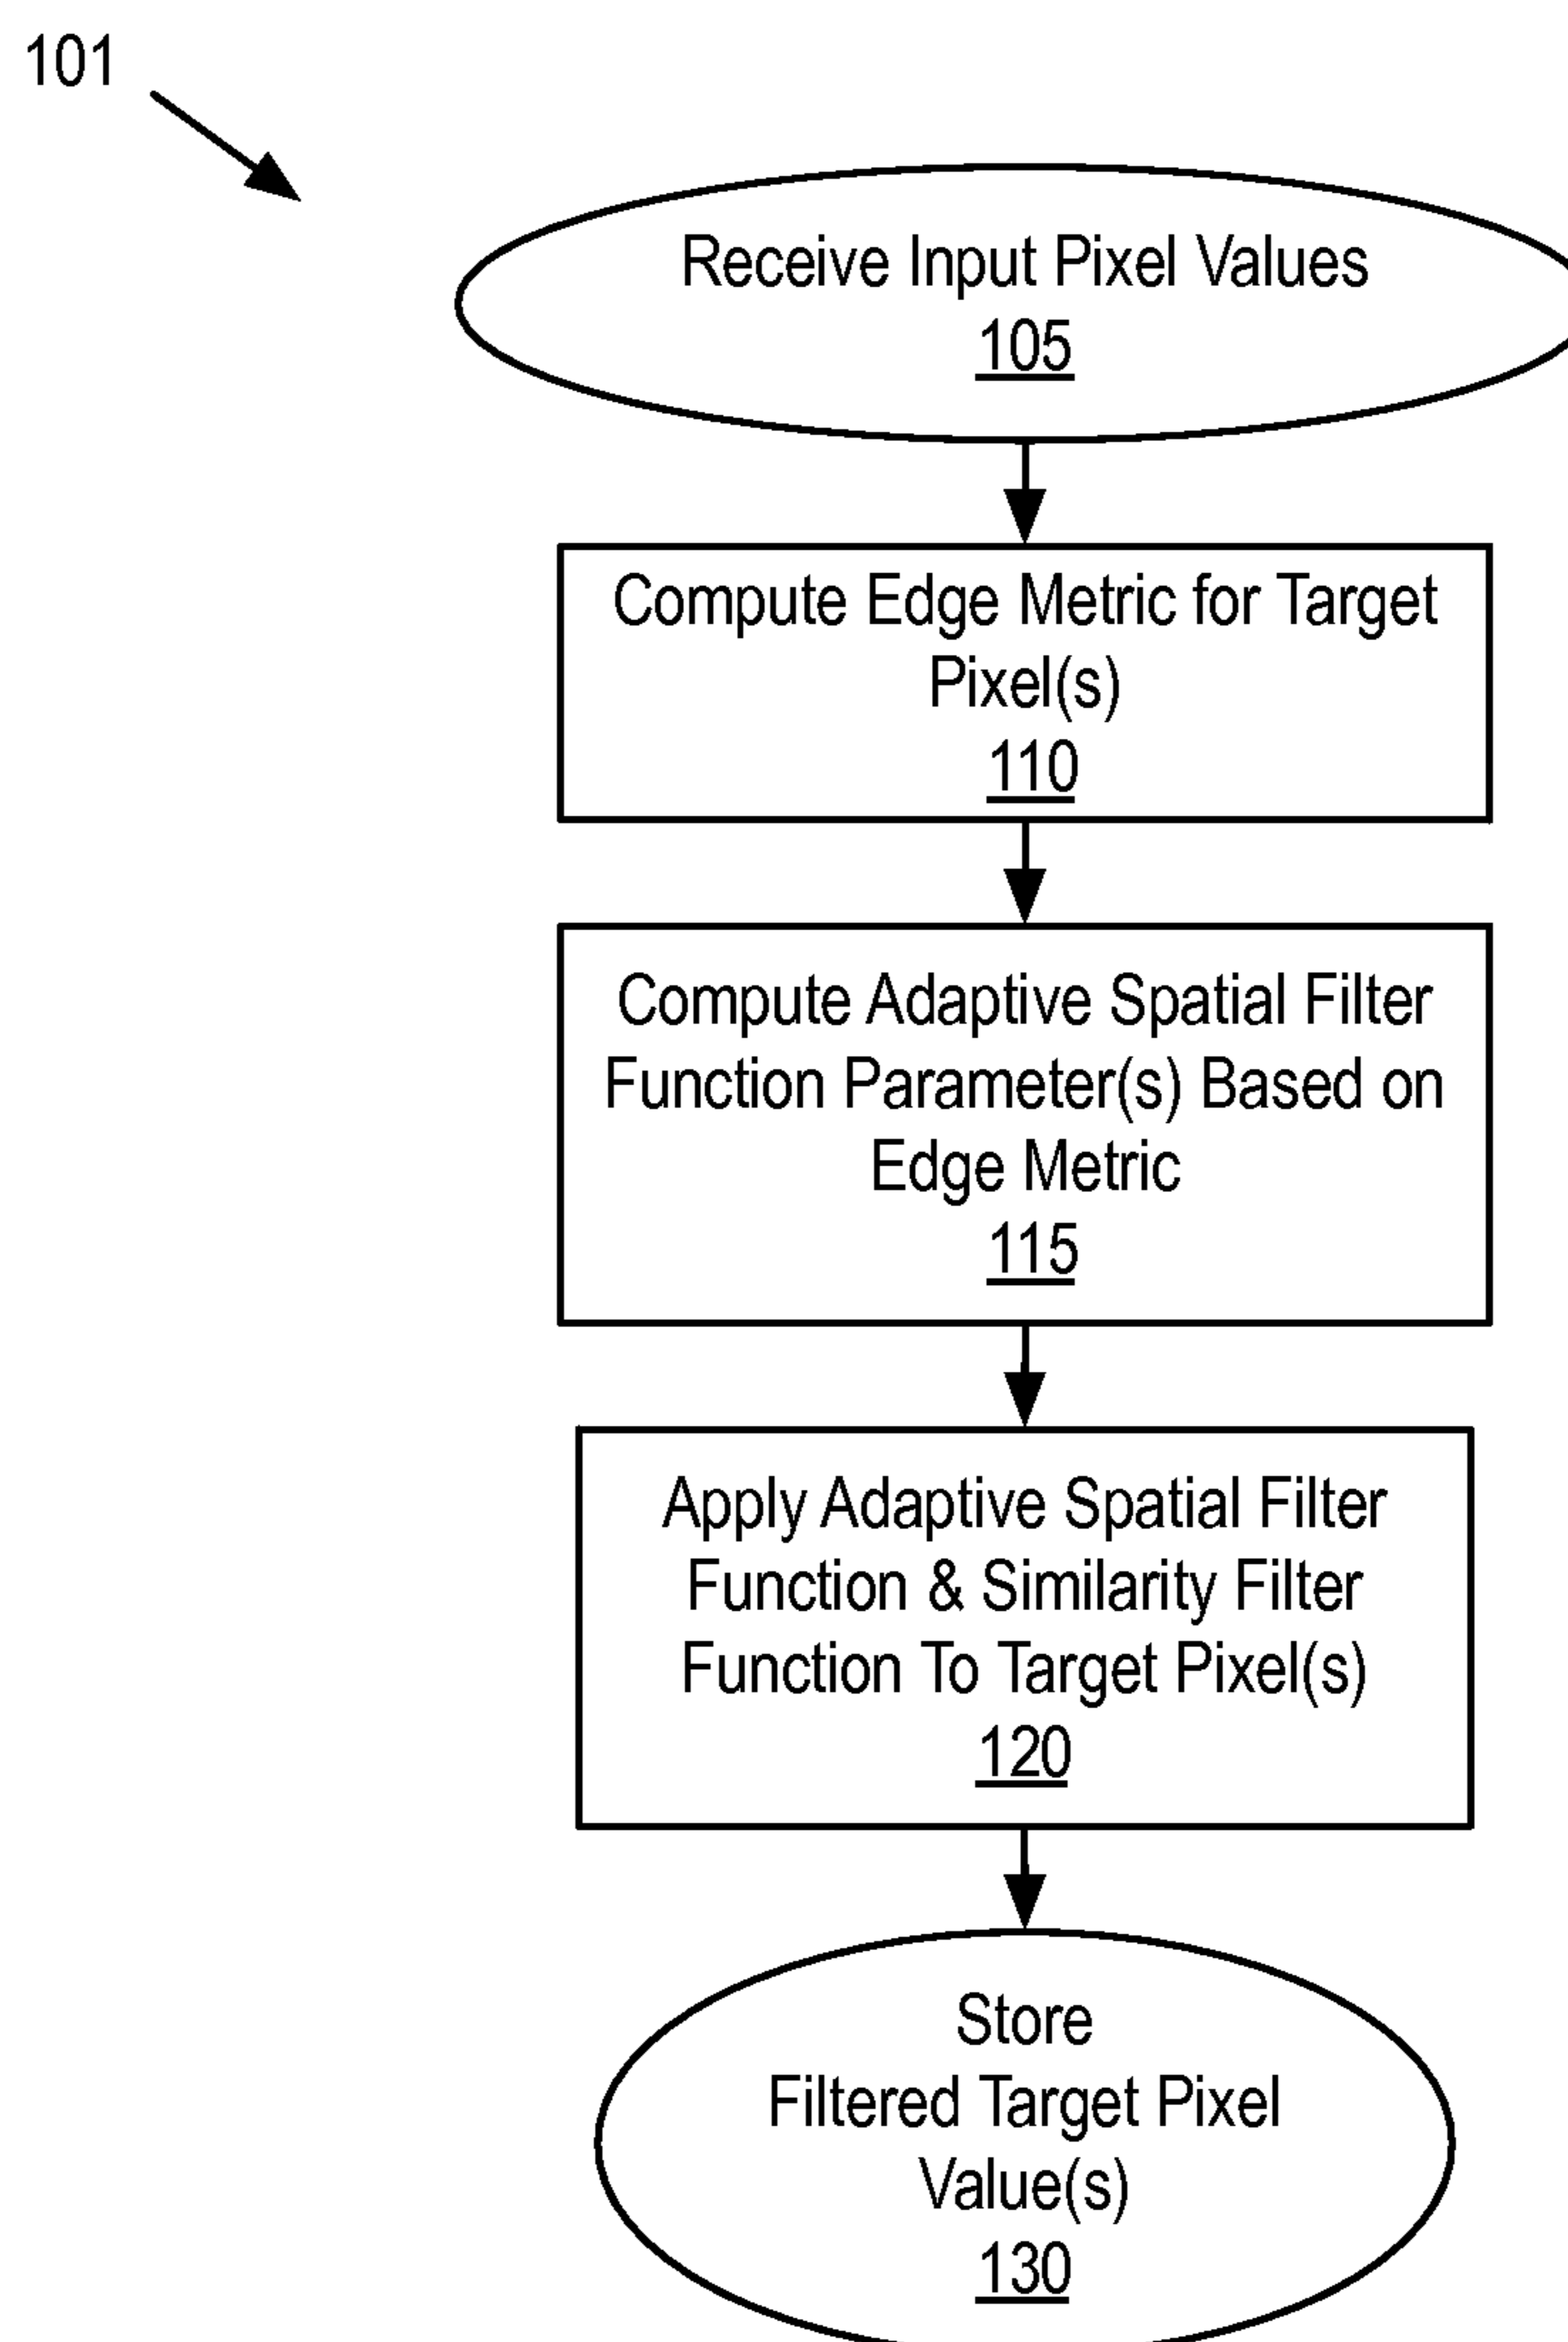 101
Receive Input Pixel Values
105
Compute Edge Metric for Target
Pixel(s)
110
Compute Adaptive Spatial Filter
Function Parameter(s) Based on
Edge Metric
115
Apply Adaptive Spatial Filter
Function & Similarity Filter
Function To Target Pixel(s)
120
Store
Filtered Target Pixel
Value(s)
130